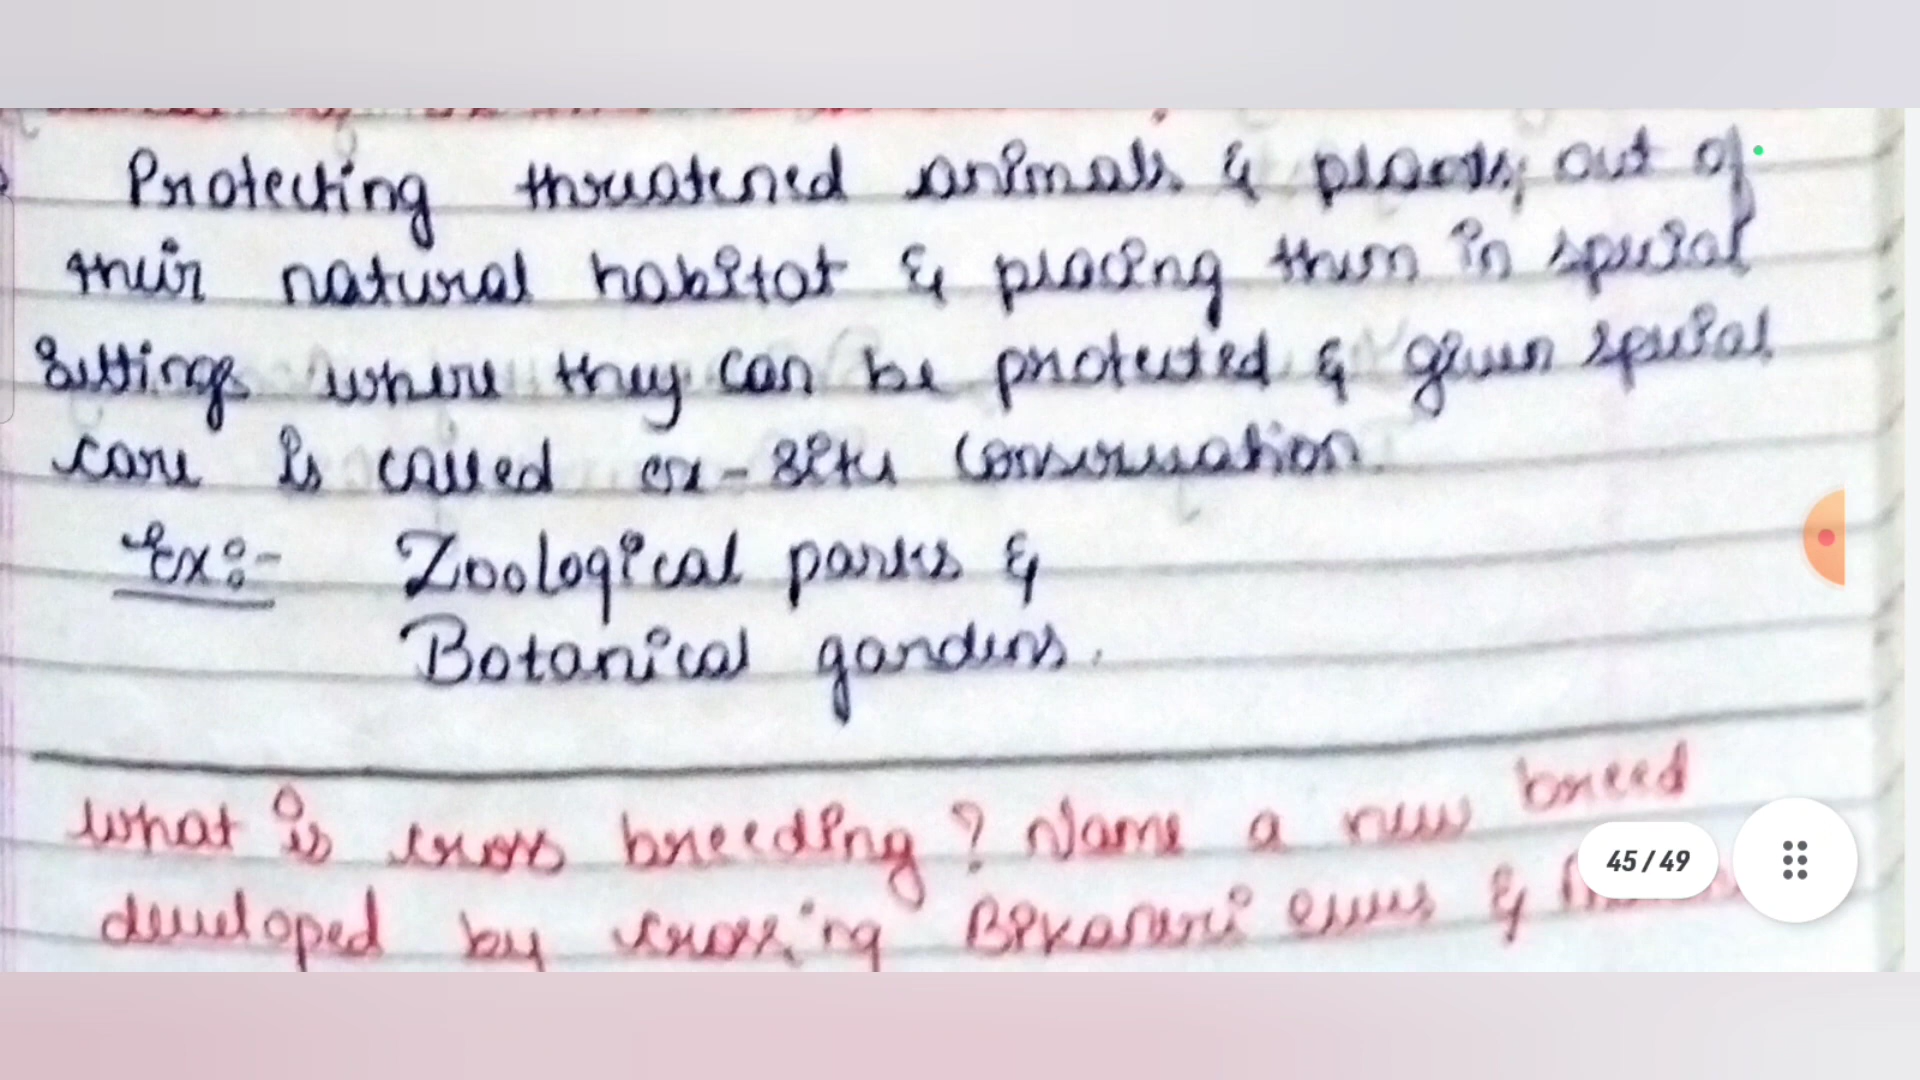 Protecting threatened animals & plants, out of
their natural habitat & placing them in special
settings where they can be protected & given special
care is called ex-situ conservation.
Ex:- Zoological parks &
Botanical gardens.
What is cross breeding? Name a new breed
45/49
developed by crossing Bikaneri ewes &